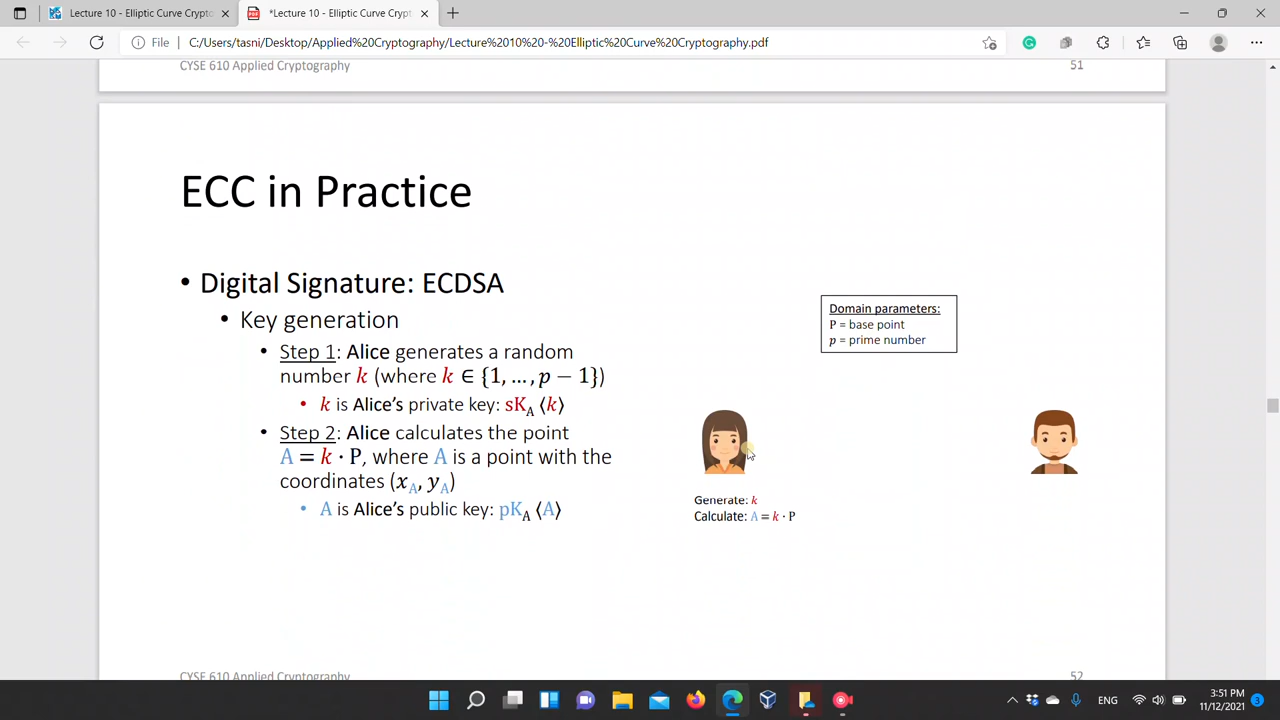 Lecture 10 - Elliptic Curve Crypto
*Lecture 10 - Elliptic Curve Crypt
File
C:/Users/tasni/Desktop/Applied%20Cryptography/Lecture%2010%20-%20Elliptic%20Curve%20Cryptography.pdf
CYSE 610 Applied Cryptography
51
ECC in Practice
• Digital Signature: ECDSA
• Key generation
• Step 1: Alice generates a random
number k (where k ∈ {1, …, p − 1})
• k is Alice's private key: sK_A ⟨k⟩
• Step 2: Alice calculates the point
A = k · P, where A is a point with the
coordinates (x_A, y_A)
• A is Alice's public key: pK_A ⟨A⟩
Domain parameters:
P = base point
p = prime number
Generate: k
Calculate: A = k · P
CYSE 610 Applied Cryptography
52
ENG
3:51 PM
11/12/2021
3